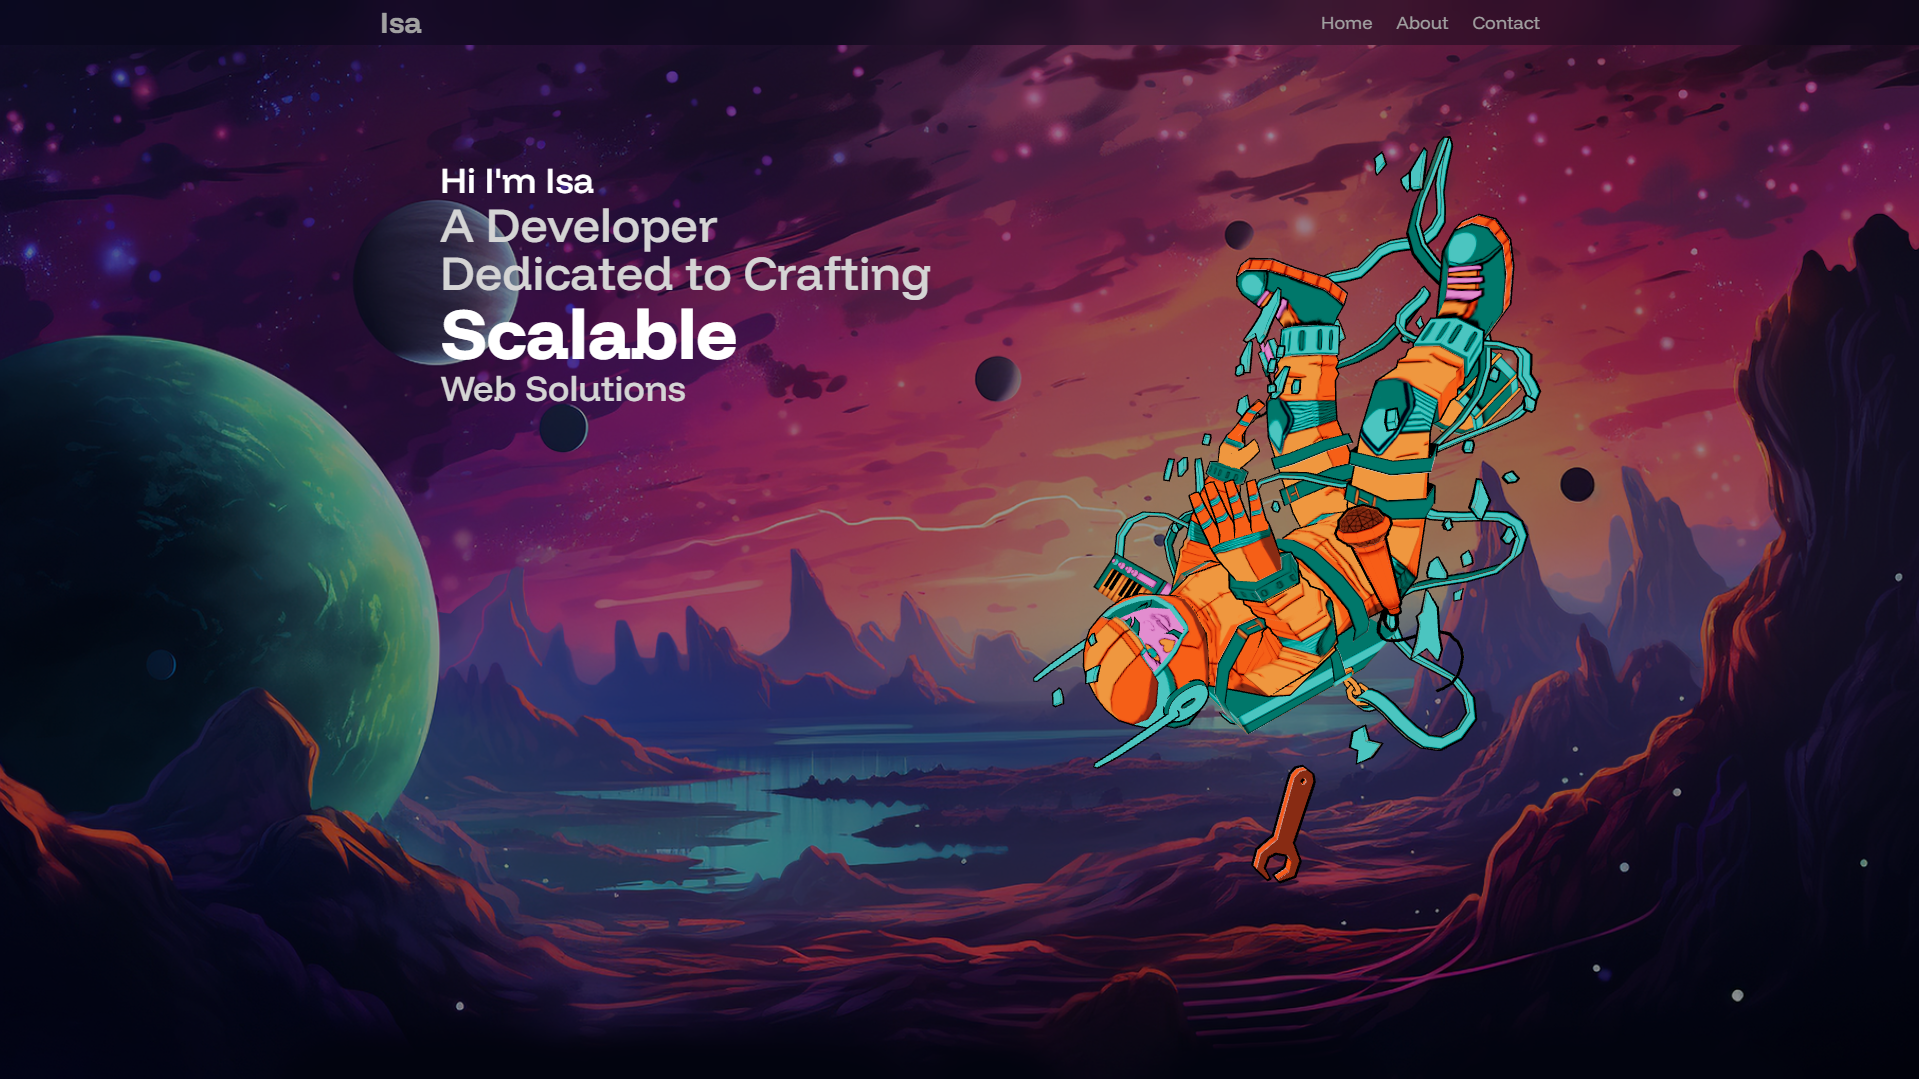 Isa
Home About Contact
Hi I'm Isa
A Developer
Dedicated to Crafting
Scalable
Web Solutions